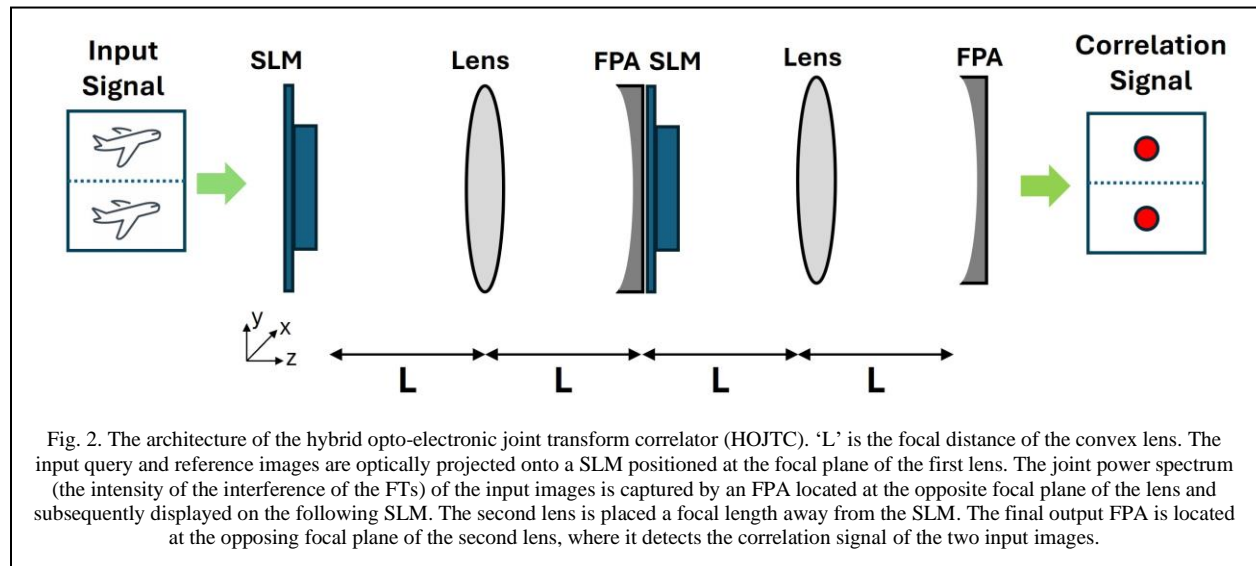 Input
Signal
SLM
Lens
FPA SLM
Lens
FPA
Correlation
Signal
y
x
z
L
L
L
L
Fig. 2. The architecture of the hybrid opto-electronic joint transform correlator (HOJTC). ‘L’ is the focal distance of the convex lens. The
input query and reference images are optically projected onto a SLM positioned at the focal plane of the first lens. The joint power spectrum
(the intensity of the interference of the FTs) of the input images is captured by an FPA located at the opposite focal plane of the lens and
subsequently displayed on the following SLM. The second lens is placed a focal length away from the SLM. The final output FPA is located
at the opposing focal plane of the second lens, where it detects the correlation signal of the two input images.